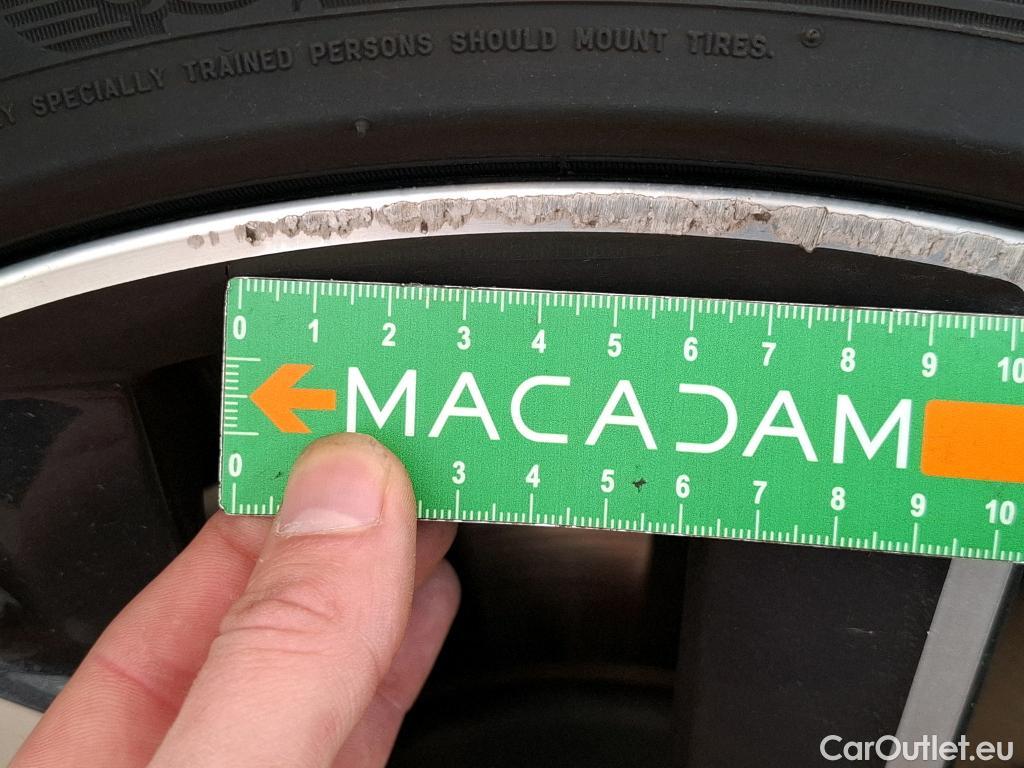 Y SPECIALLY TRAINED PERSONS SHOULD MOUNT TIRES.
0 1 2 3 4 5 6 7 8 9 10
MACADAM
0 3 4 5 6 7 8 9 10
CarOutlet.eu